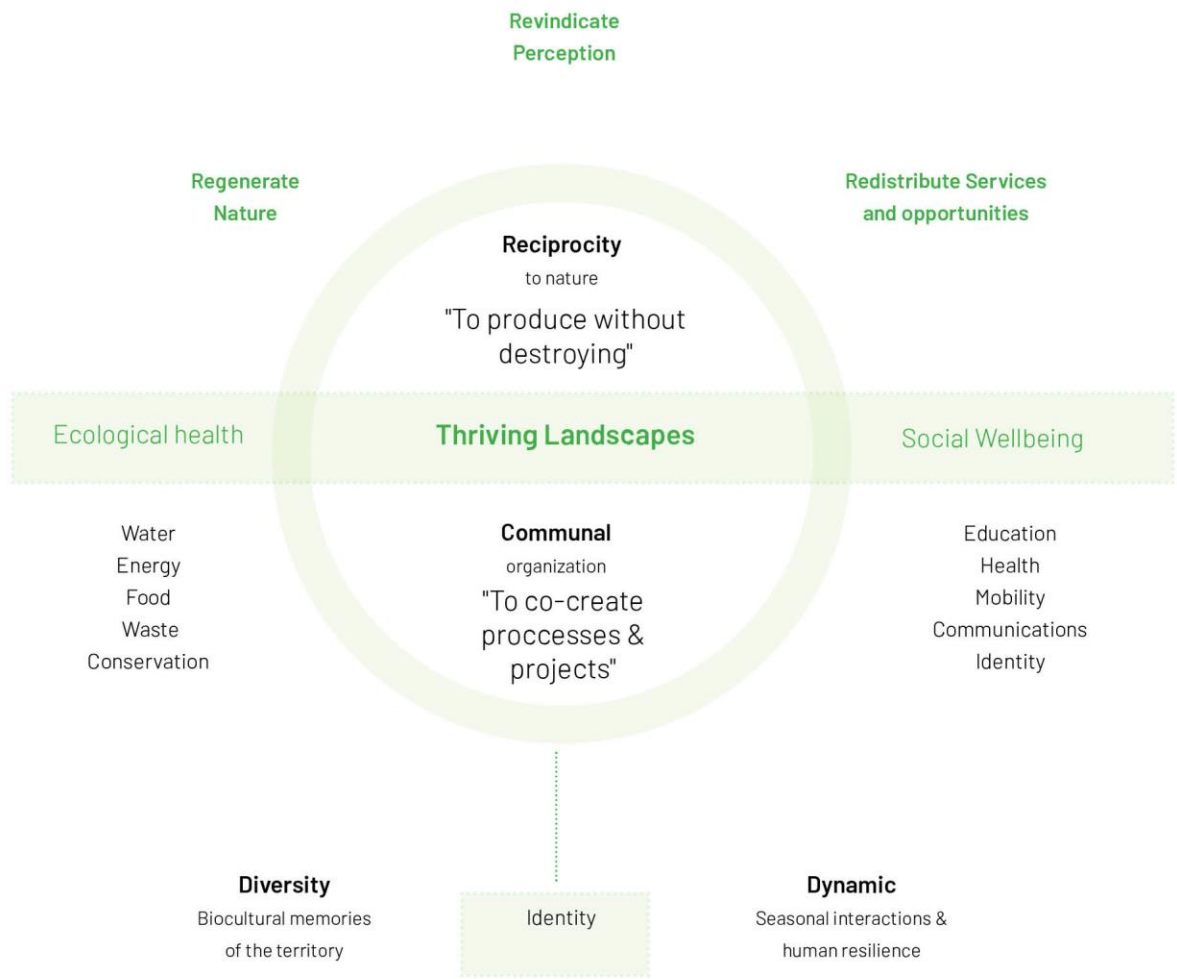 Revindicate
Perception
Regenerate
Nature
Redistribute Services
and opportunities
Reciprocity
to nature
"To produce without
destroying"
Ecological health
Thriving Landscapes
Social Wellbeing
Water
Energy
Food
Waste
Conservation
Communal
organization
"To co-create
proccesses &
projects"
Education
Health
Mobility
Communications
Identity
Diversity
Biocultural memories
of the territory
Identity
Dynamic
Seasonal interactions &
human resilience